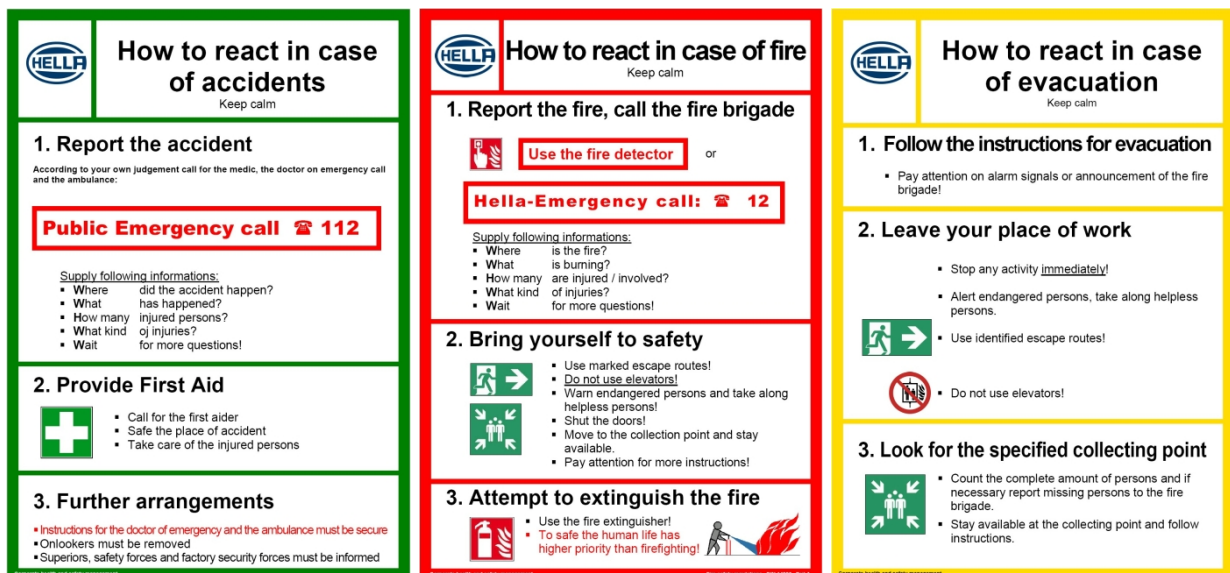 HELLA
How to react in case
of accidents
Keep calm
1. Report the accident
According to your own judgement call for the medic, the doctor on emergency call
and the ambulance:
Public Emergency call ☎ 112
Supply following informations:
▪ Where did the accident happen?
▪ What has happened?
▪ How many injured persons?
▪ What kind oj injuries?
▪ Wait for more questions!
2. Provide First Aid
▪ Call for the first aider
▪ Safe the place of accident
▪ Take care of the injured persons
3. Further arrangements
▪ Instructions for the doctor of emergency and the ambulance must be secure
▪ Onlookers must be removed
▪ Superiors, safety forces and factory security forces must be informed
HELLA
How to react in case of fire
Keep calm
1. Report the fire, call the fire brigade
Use the fire detector or
Hella-Emergency call: ☎ 12
Supply following informations:
▪ Where is the fire?
▪ What is burning?
▪ How many are injured / involved?
▪ What kind of injuries?
▪ Wait for more questions!
2. Bring yourself to safety
▪ Use marked escape routes!
▪ Do not use elevators!
▪ Warn endangered persons and take along
helpless persons!
▪ Shut the doors!
▪ Move to the collection point and stay
available.
▪ Pay attention for more instructions!
3. Attempt to extinguish the fire
▪ Use the fire extinguisher!
▪ To safe the human life has
higher priority than firefighting!
HELLA
How to react in case
of evacuation
Keep calm
1. Follow the instructions for evacuation
▪ Pay attention on alarm signals or announcement of the fire
brigade!
2. Leave your place of work
▪ Stop any activity immediately!
▪ Alert endangered persons, take along helpless
persons.
▪ Use identified escape routes!
▪ Do not use elevators!
3. Look for the specified collecting point
▪ Count the complete amount of persons and if
necessary report missing persons to the fire
brigade.
▪ Stay available at the collecting point and follow
instructions.